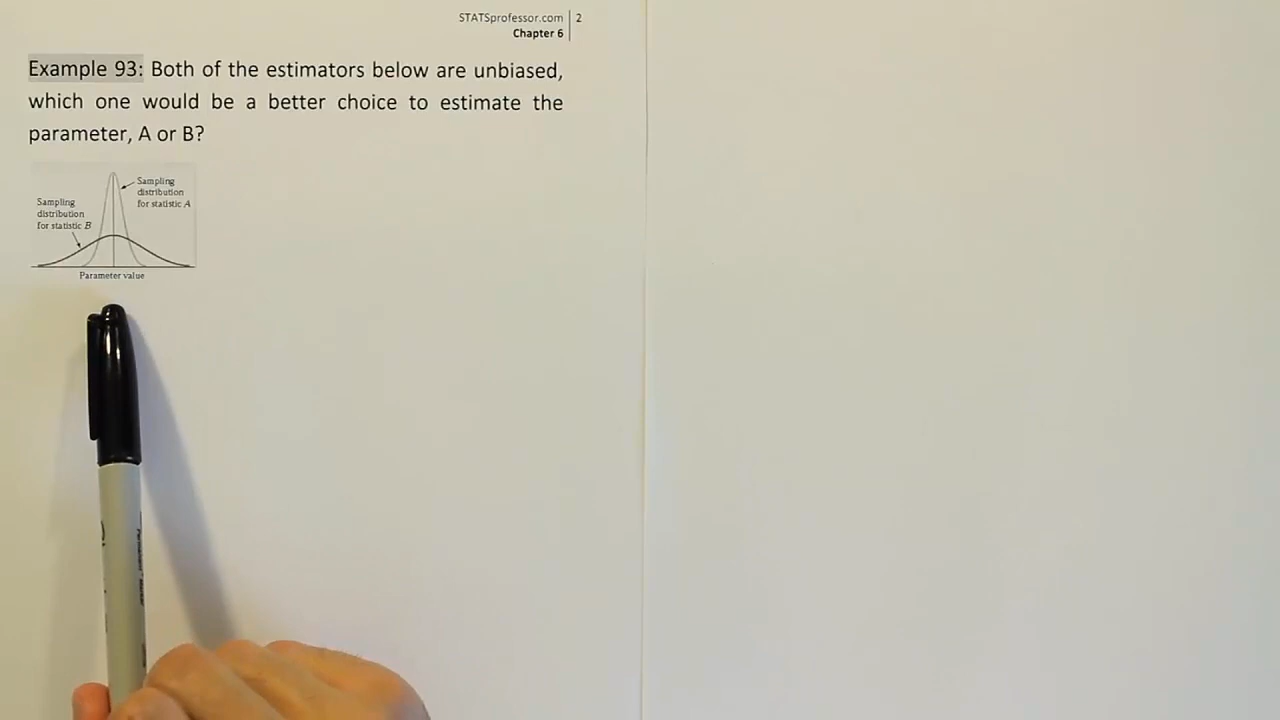 STATSprofessor.com 2
Chapter 6
Example 93: Both of the estimators below are unbiased,
which one would be a better choice to estimate the
parameter, A or B?
Sampling
distribution
for statistic A
Sampling
distribution
for statistic B
Parameter value